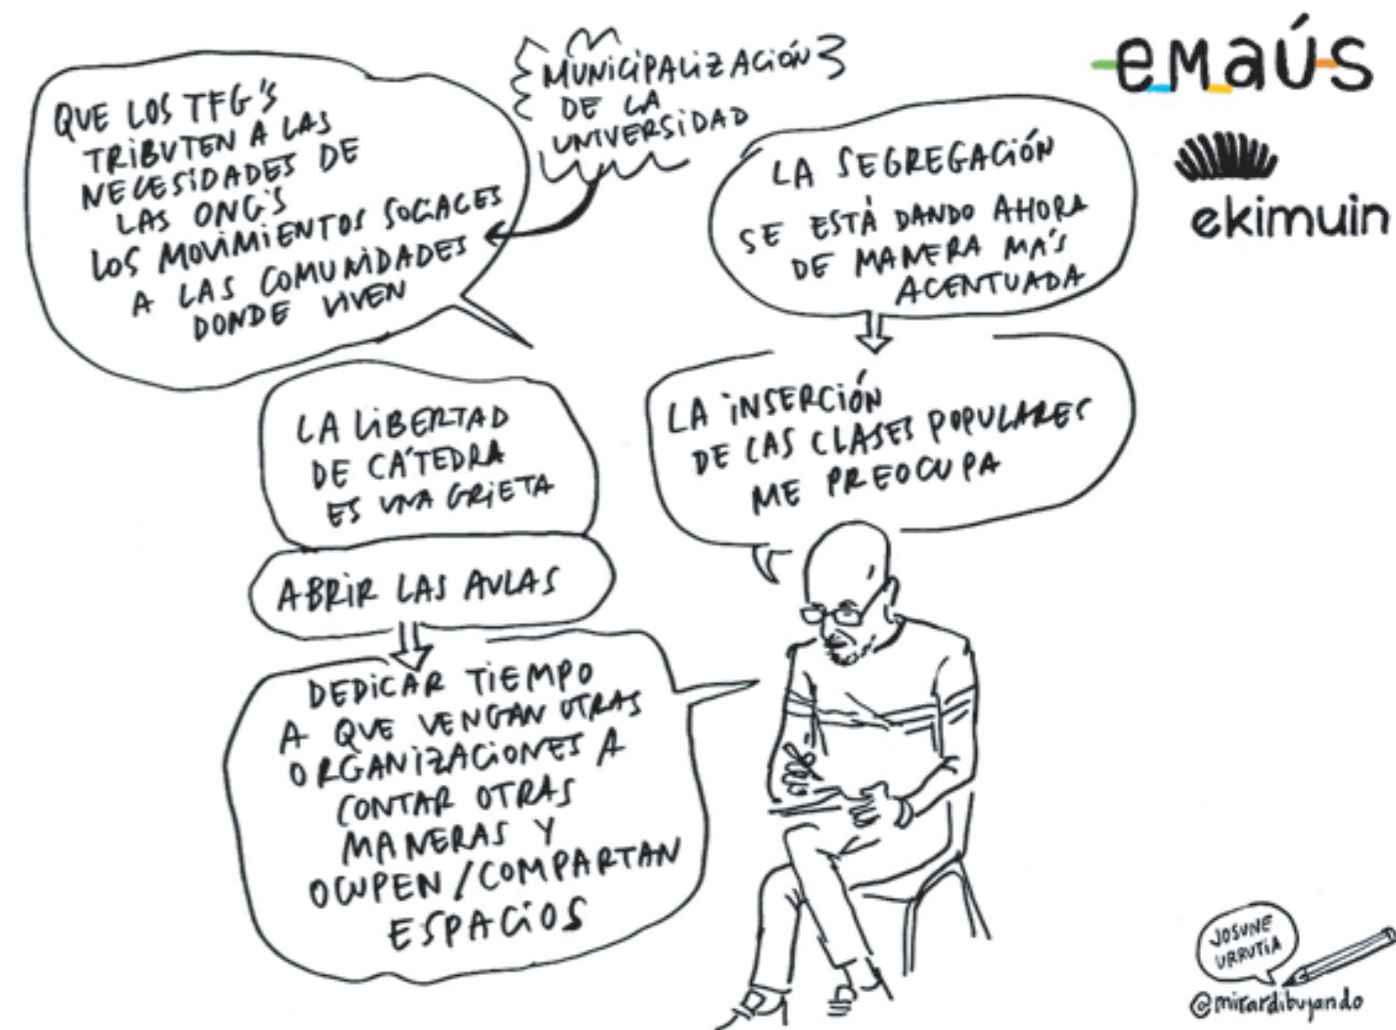 QUE LOS TFG'S
TRIBUTEN A LAS
NECESIDADES DE
LAS ONG'S
LOS MOVIMIENTOS SOCIALES
A LAS COMUNIDADES
DONDE VIVEN
MUNICIPALIZACIÓN
DE LA
UNIVERSIDAD
LA SEGREGACIÓN
SE ESTÁ DANDO AHORA
DE MANERA MÁS
ACENTUADA
emaús
ekimuin
LA LIBERTAD
DE CÁTEDRA
ES UNA GRIETA
LA INSERCIÓN
DE LAS CLASES POPULARES
ME PREOCUPA
ABRIR LAS AULAS
DEDICAR TIEMPO
A QUE VENGAN OTRAS
ORGANIZACIONES A
CONTAR OTRAS
MANERAS Y
OCUPEN / COMPARTAN
ESPACIOS
JOSUNE
URRUTIA
@mirardibujando